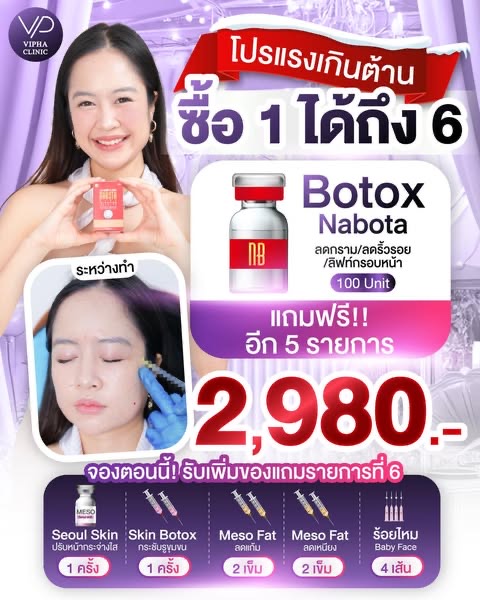 VP
VIPHA
CLINIC
โปรแรงเกินต้าน
ซื้อ 1 ได้ถึง 6
Botox
Nabota
ลดกราม/ลดริ้วรอย
/ลิฟท์กรอบหน้า
100 Unit
NB
แถมฟรี!!
อีก 5 รายการ
ระหว่างทำ
2,980.-
จองตอนนี้! รับเพิ่มของแถมรายการที่ 6
MESO
Seoul Skin
ปรับหน้ากระจ่างใส
1 ครั้ง
Skin Botox
กระชับรูขุมขน
1 ครั้ง
Meso Fat
ลดแก้ม
2 เข็ม
Meso Fat
ลดเหนียง
2 เข็ม
ร้อยไหม
Baby Face
4 เส้น